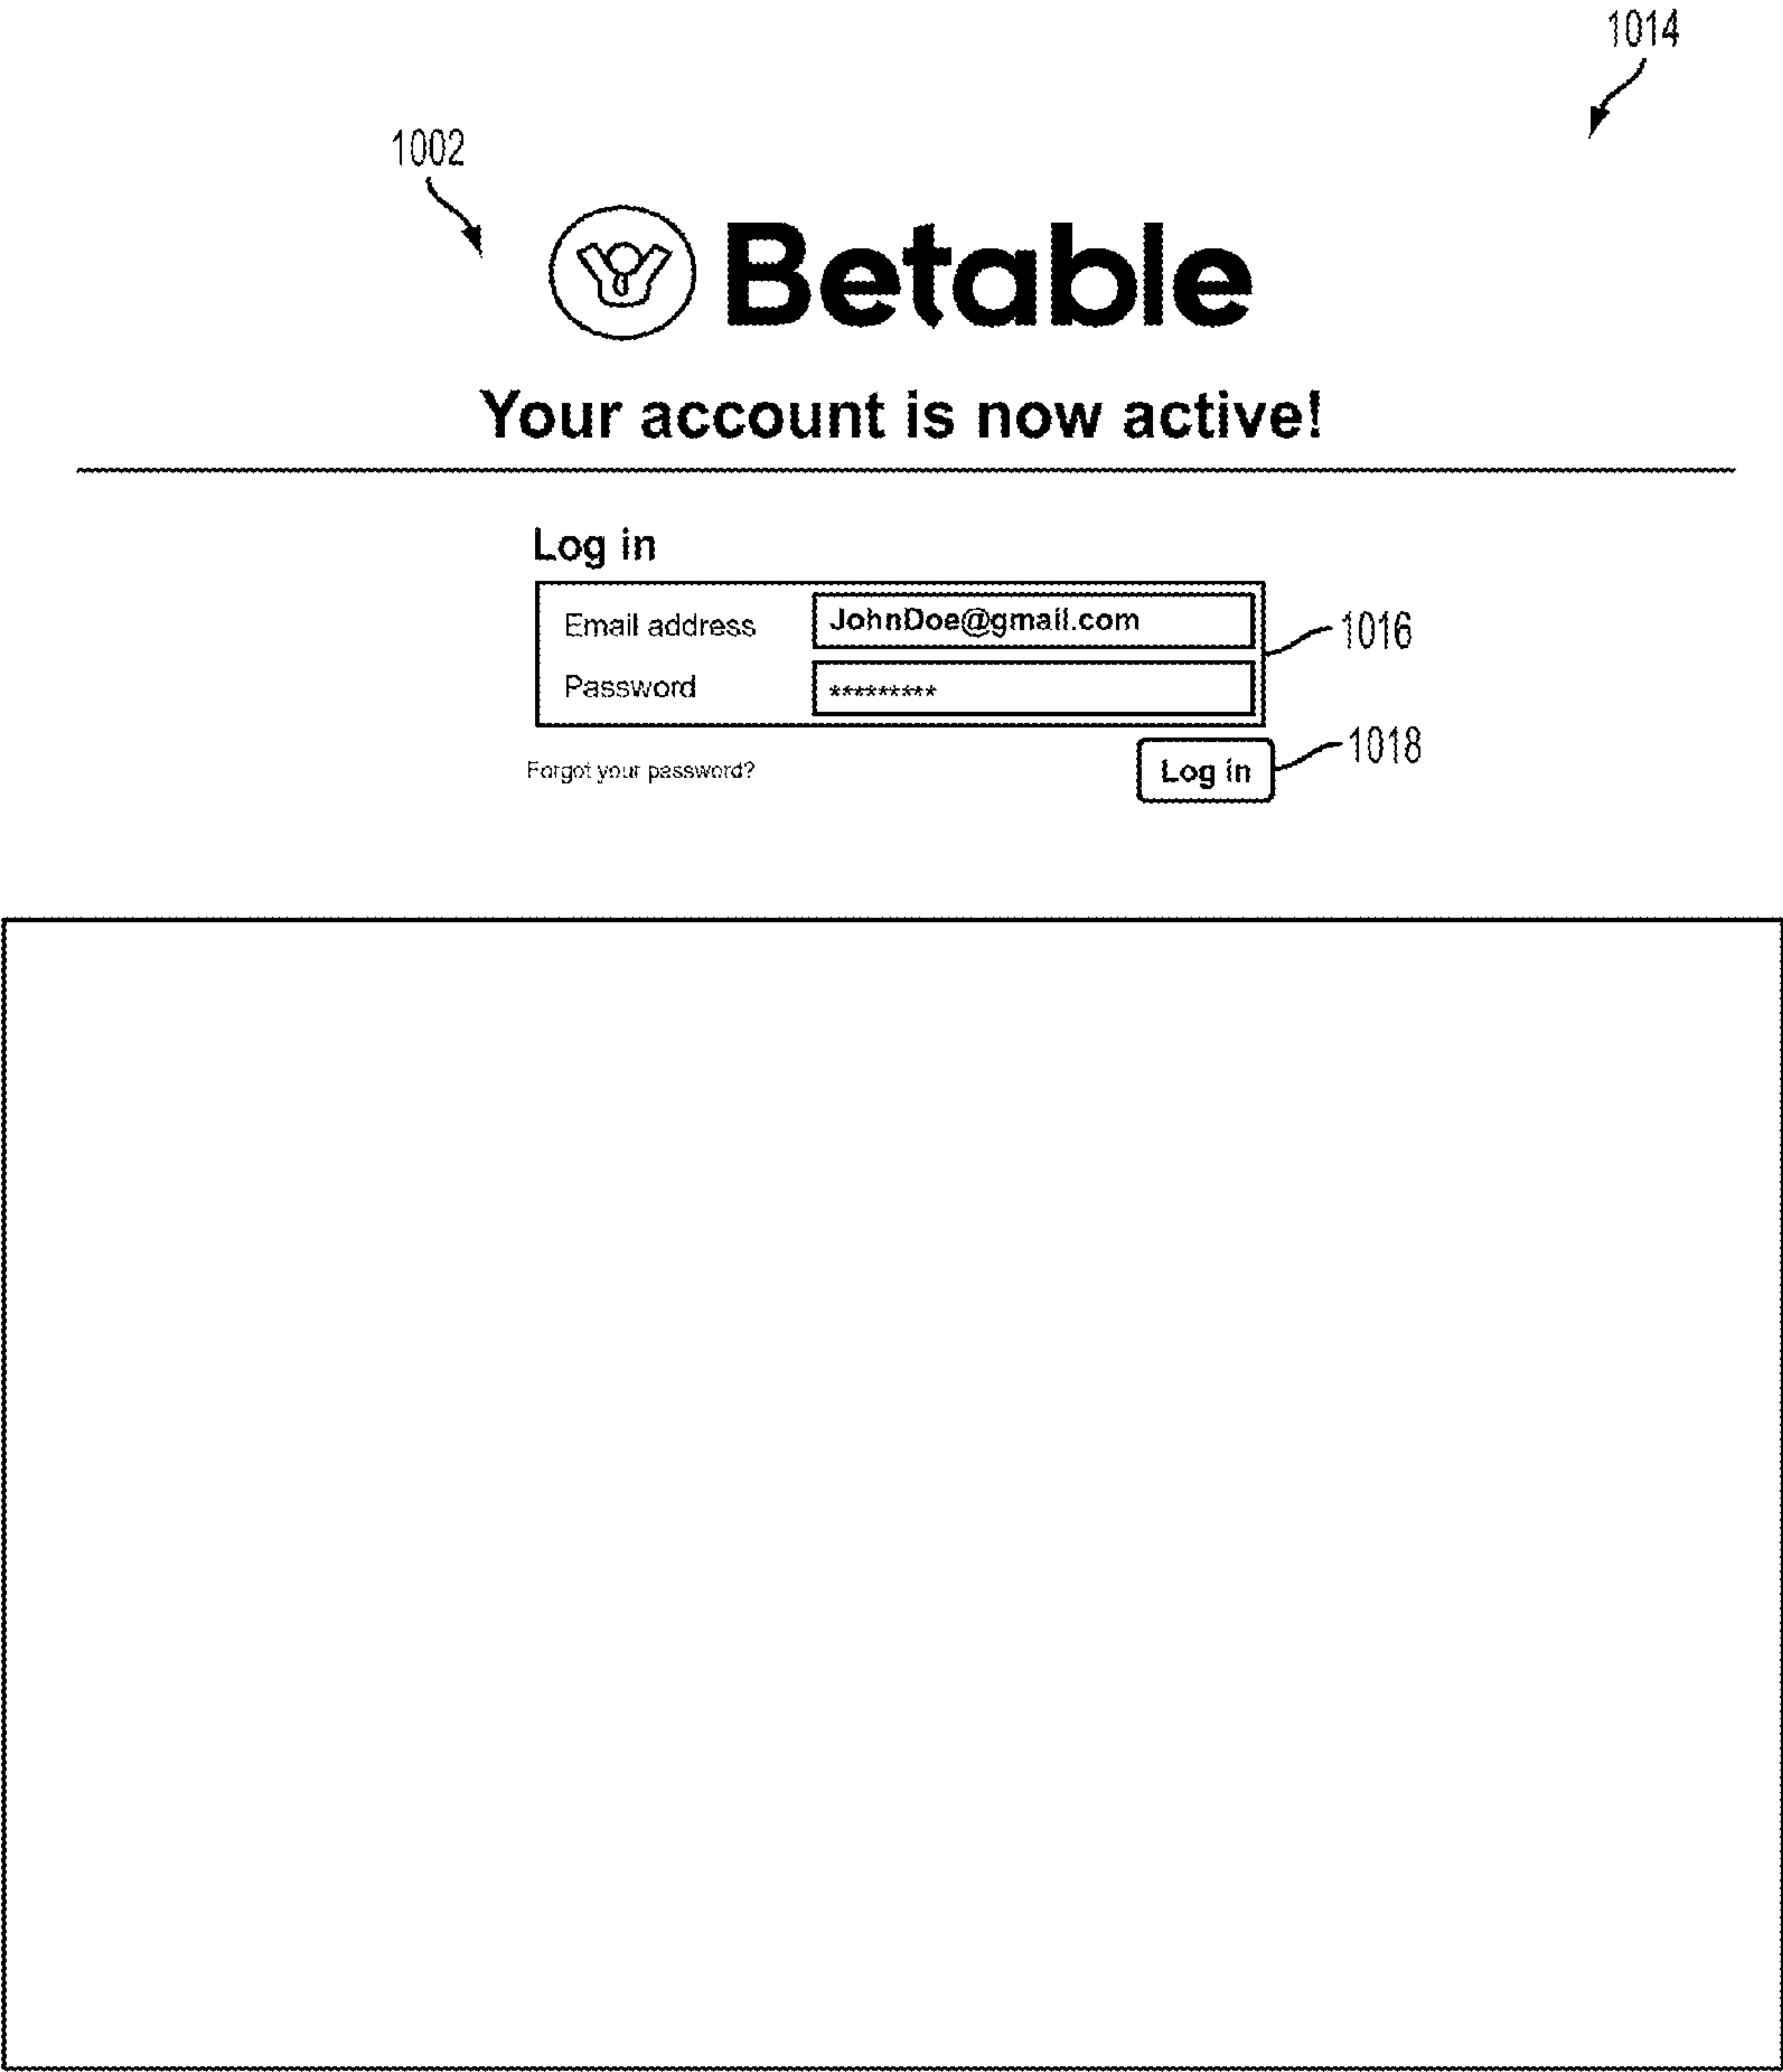 1014
1002
Betable
Your account is now active!
Log in
Email address JohnDoe@gmail.com
1016
Password *********
1018
Forgot your password? Log in